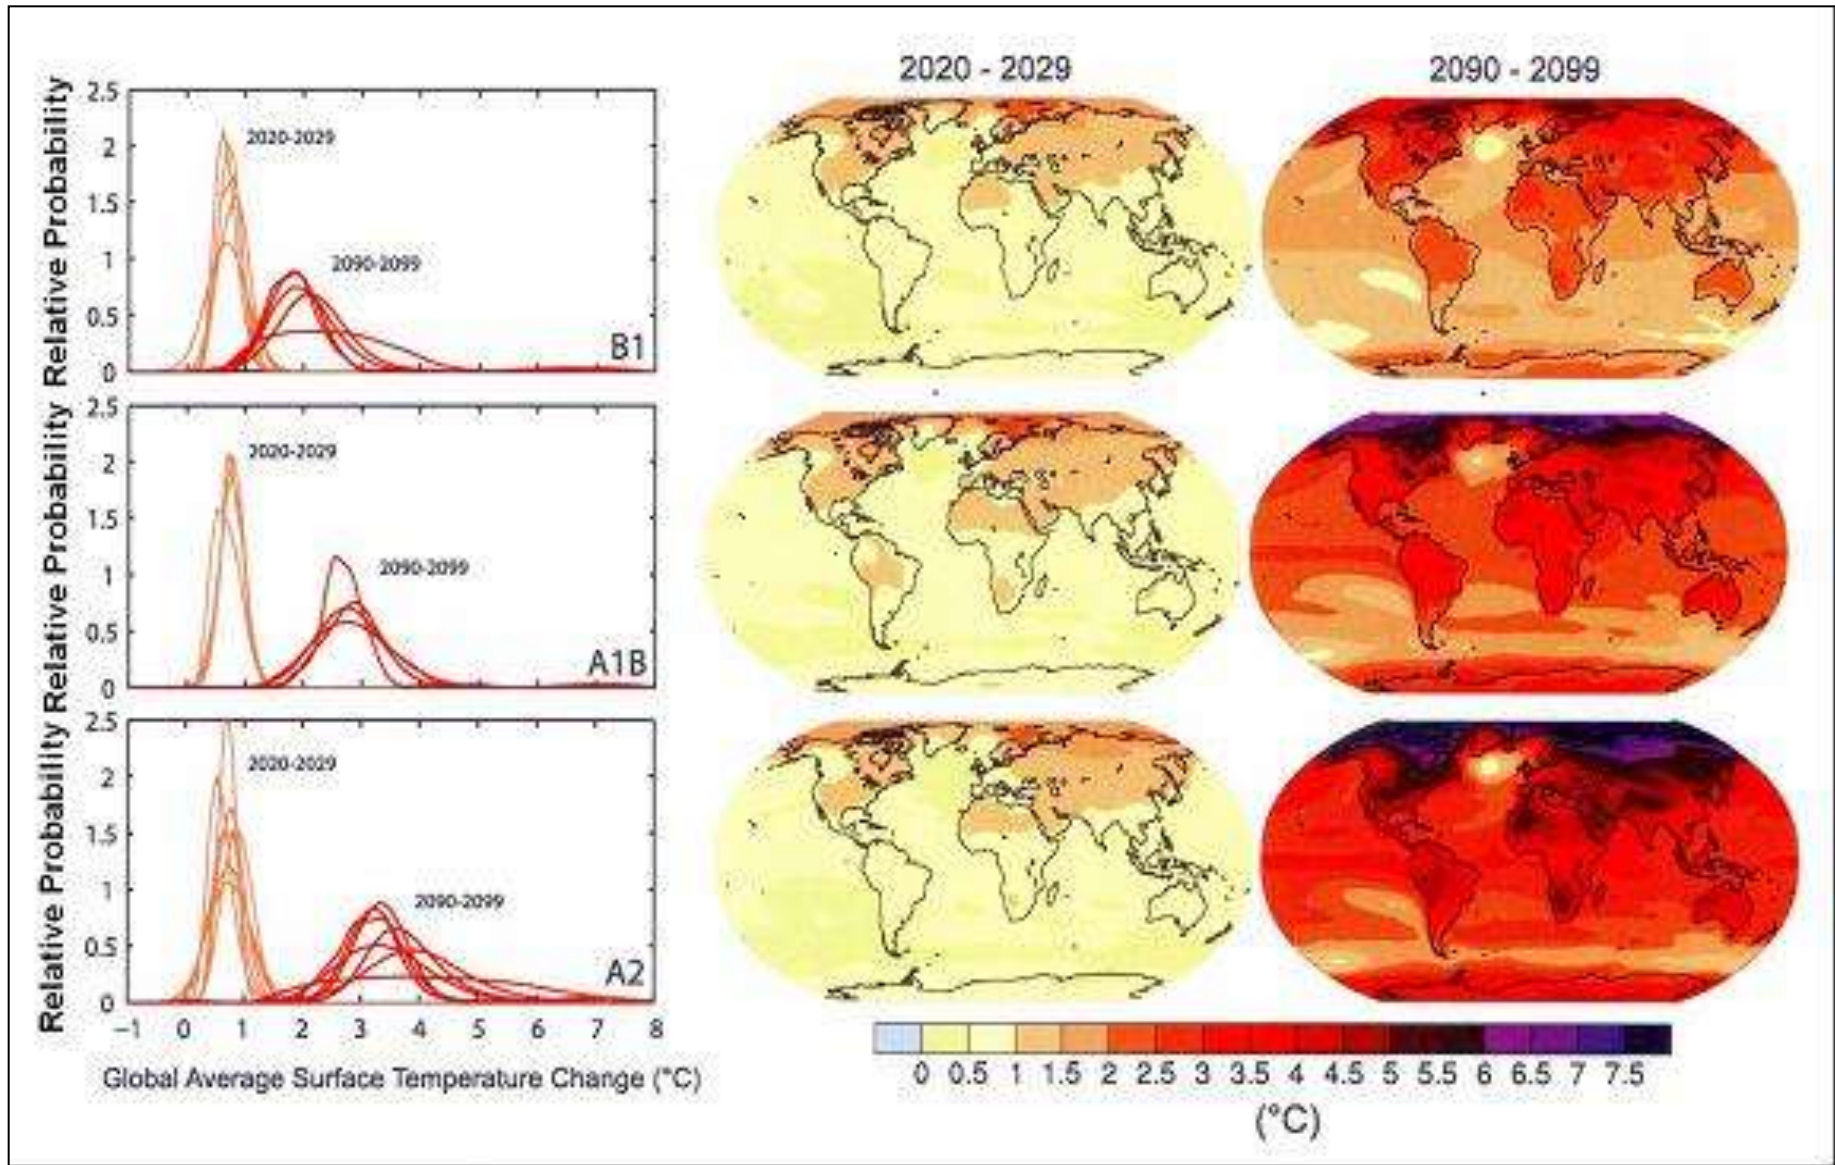 2020 - 2029
2090 - 2099
Relative Probability
2.5
2
1.5
1
0.5
0
2020-2029
2090-2099
B1
Relative Probability
2.5
2
1.5
1
0.5
0
2020-2029
2090-2099
A1B
Relative Probability
2.5
2
1.5
1
0.5
0
2020-2029
2090-2099
A2
−1 0 1 2 3 4 5 6 7 8
Global Average Surface Temperature Change (°C)
0 0.5 1 1.5 2 2.5 3 3.5 4 4.5 5 5.5 6 6.5 7 7.5
(°C)